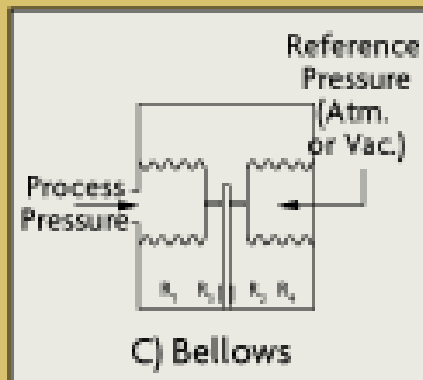 Reference
Pressure
(Atm.
or Vac.)
Process
Pressure
C) Bellows